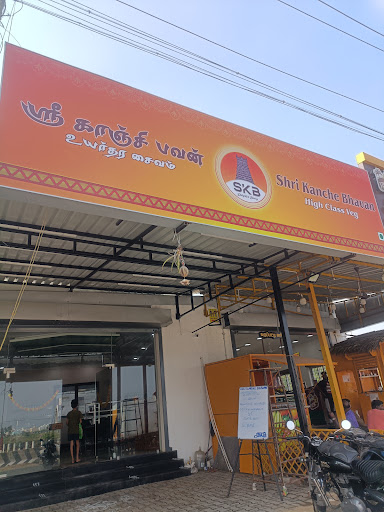 ஸ்ரீ காஞ்சி பவன்
உயர்தர சைவம்
SKB
Shri Kanche Bhavan
High Class Veg